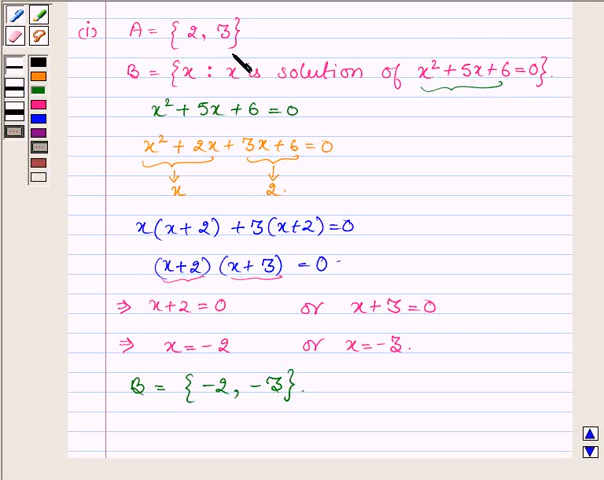 (i) A = { 2, 3}
B = {x : x is solution of x² + 5x + 6 = 0}.
x² + 5x + 6 = 0
x² + 2x + 3x + 6 = 0
x 2.
x(x + 2) + 3(x+2) = 0
(x+2) (x + 3) = 0
⇒ x + 2 = 0 or x + 3 = 0
⇒ x = -2 or x = -3.
B = { -2, -3}.